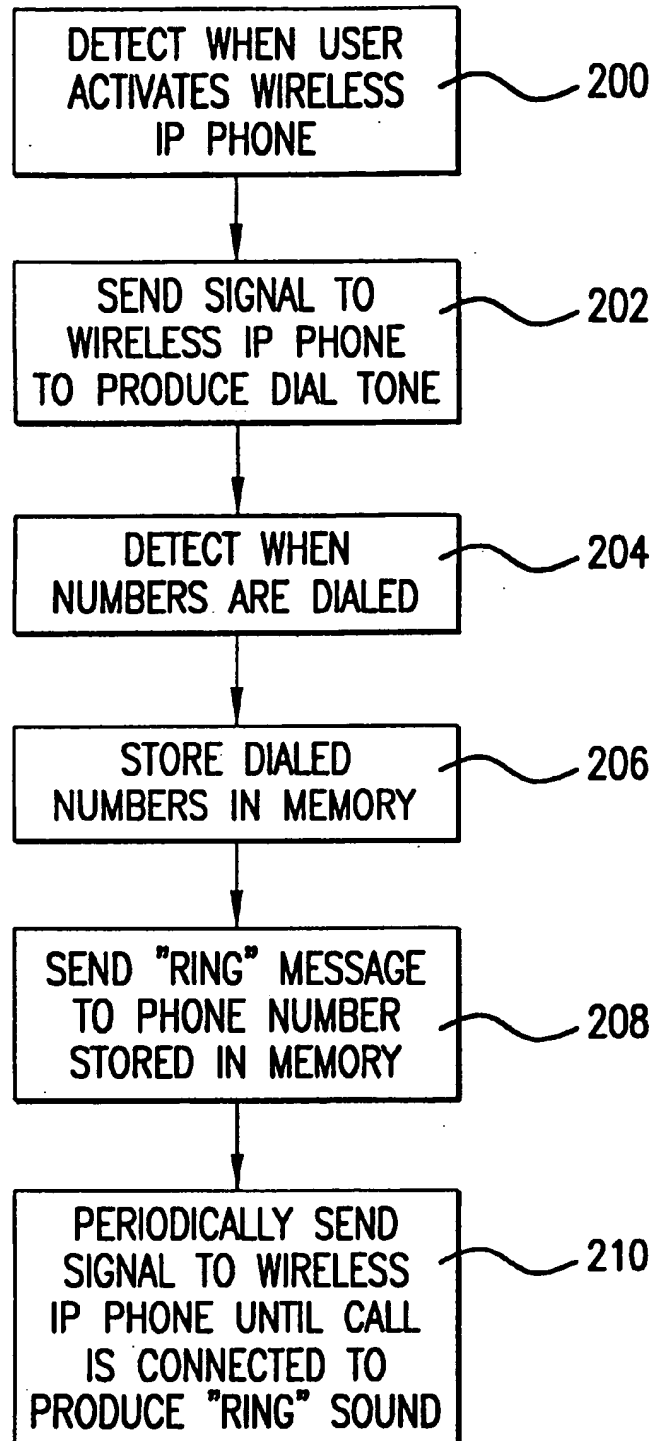 DETECT WHEN USER
ACTIVATES WIRELESS
IP PHONE
200
SEND SIGNAL TO
WIRELESS IP PHONE
TO PRODUCE DIAL TONE
202
DETECT WHEN
NUMBERS ARE DIALED
204
STORE DIALED
NUMBERS IN MEMORY
206
SEND "RING" MESSAGE
TO PHONE NUMBER
STORED IN MEMORY
208
PERIODICALLY SEND
SIGNAL TO WIRELESS
IP PHONE UNTIL CALL
IS CONNECTED TO
PRODUCE "RING" SOUND
210